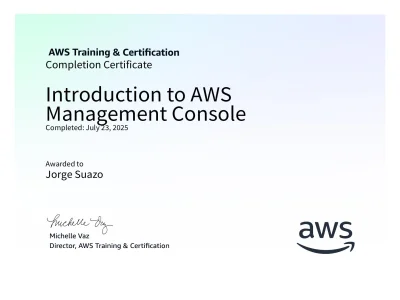 AWS Training & Certification
Completion Certificate
Introduction to AWS
Management Console
Completed: July 23, 2025
Awarded to
Jorge Suazo
Michelle Vaz
Michelle Vaz
Director, AWS Training & Certification
aws